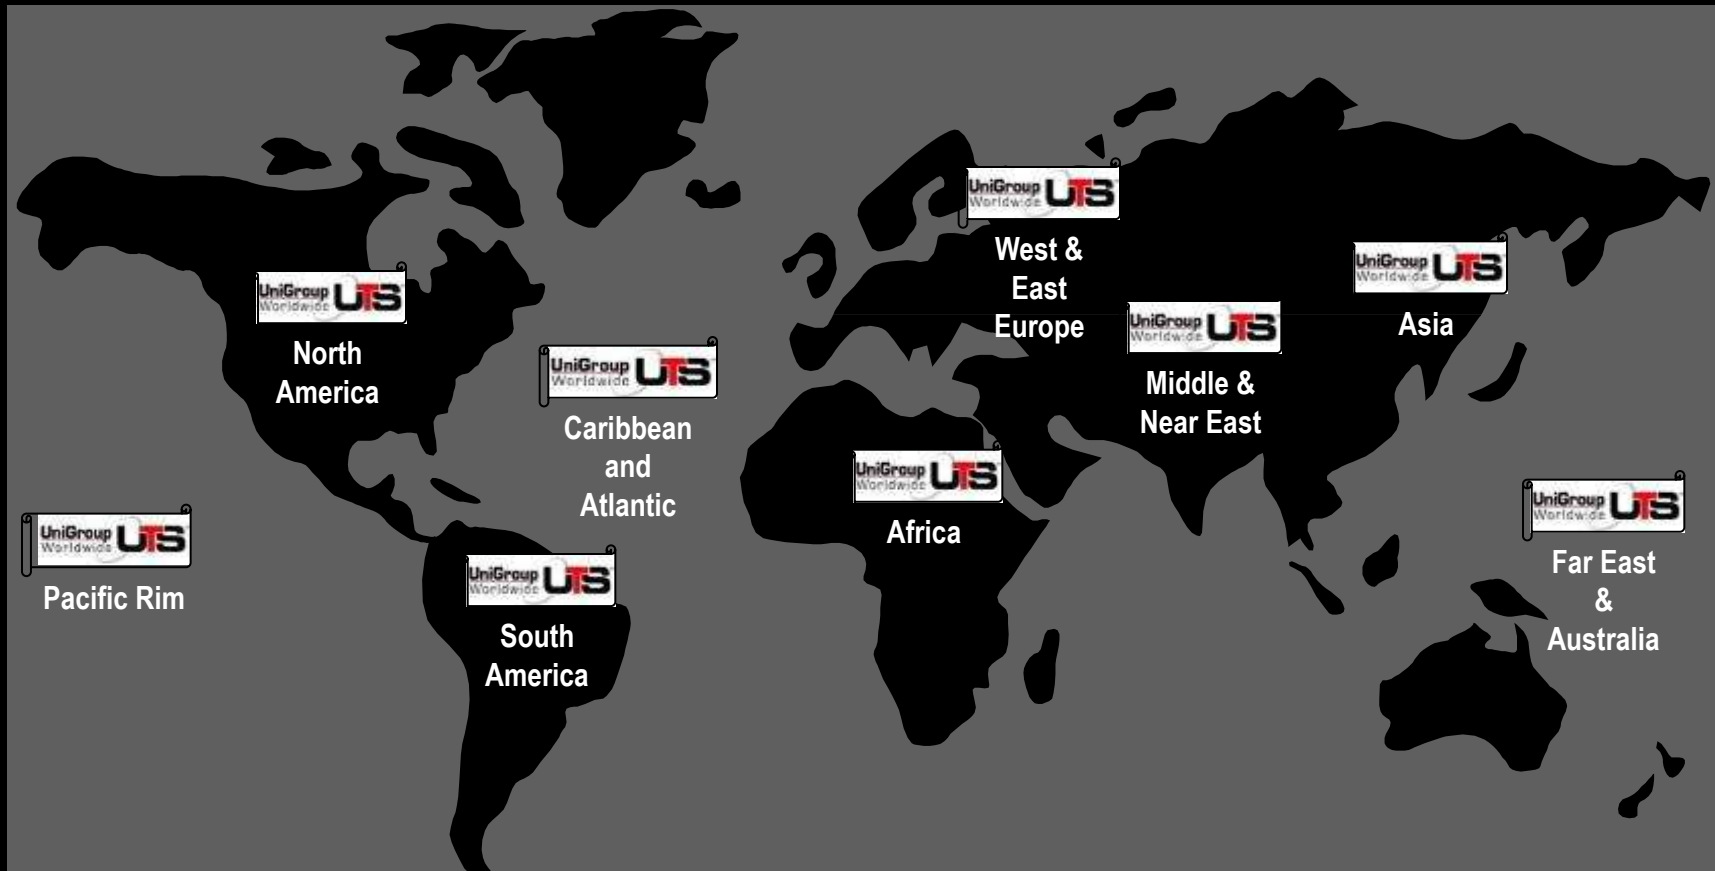 UniGroup UTS
Worldwide
North
America
UniGroup UTS
Worldwide
Caribbean
and
Atlantic
UniGroup UTS
Worldwide
Pacific Rim
UniGroup UTS
Worldwide
South
America
UniGroup UTS
Worldwide
West &
East
Europe
UniGroup UTS
Worldwide
Africa
UniGroup UTS
Worldwide
Middle &
Near East
UniGroup UTS
Worldwide
Asia
UniGroup UTS
Worldwide
Far East
&
Australia